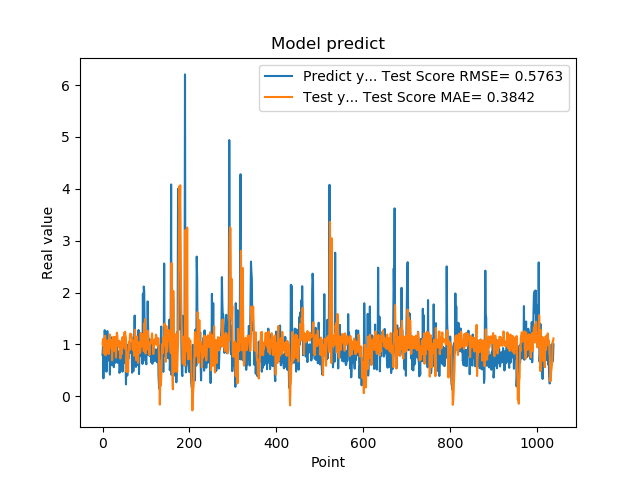 Model predict
Predict y... Test Score RMSE= 0.5763
Test y... Test Score MAE= 0.3842
Real value
6
5
4
3
2
1
0
0 200 400 600 800 1000
Point